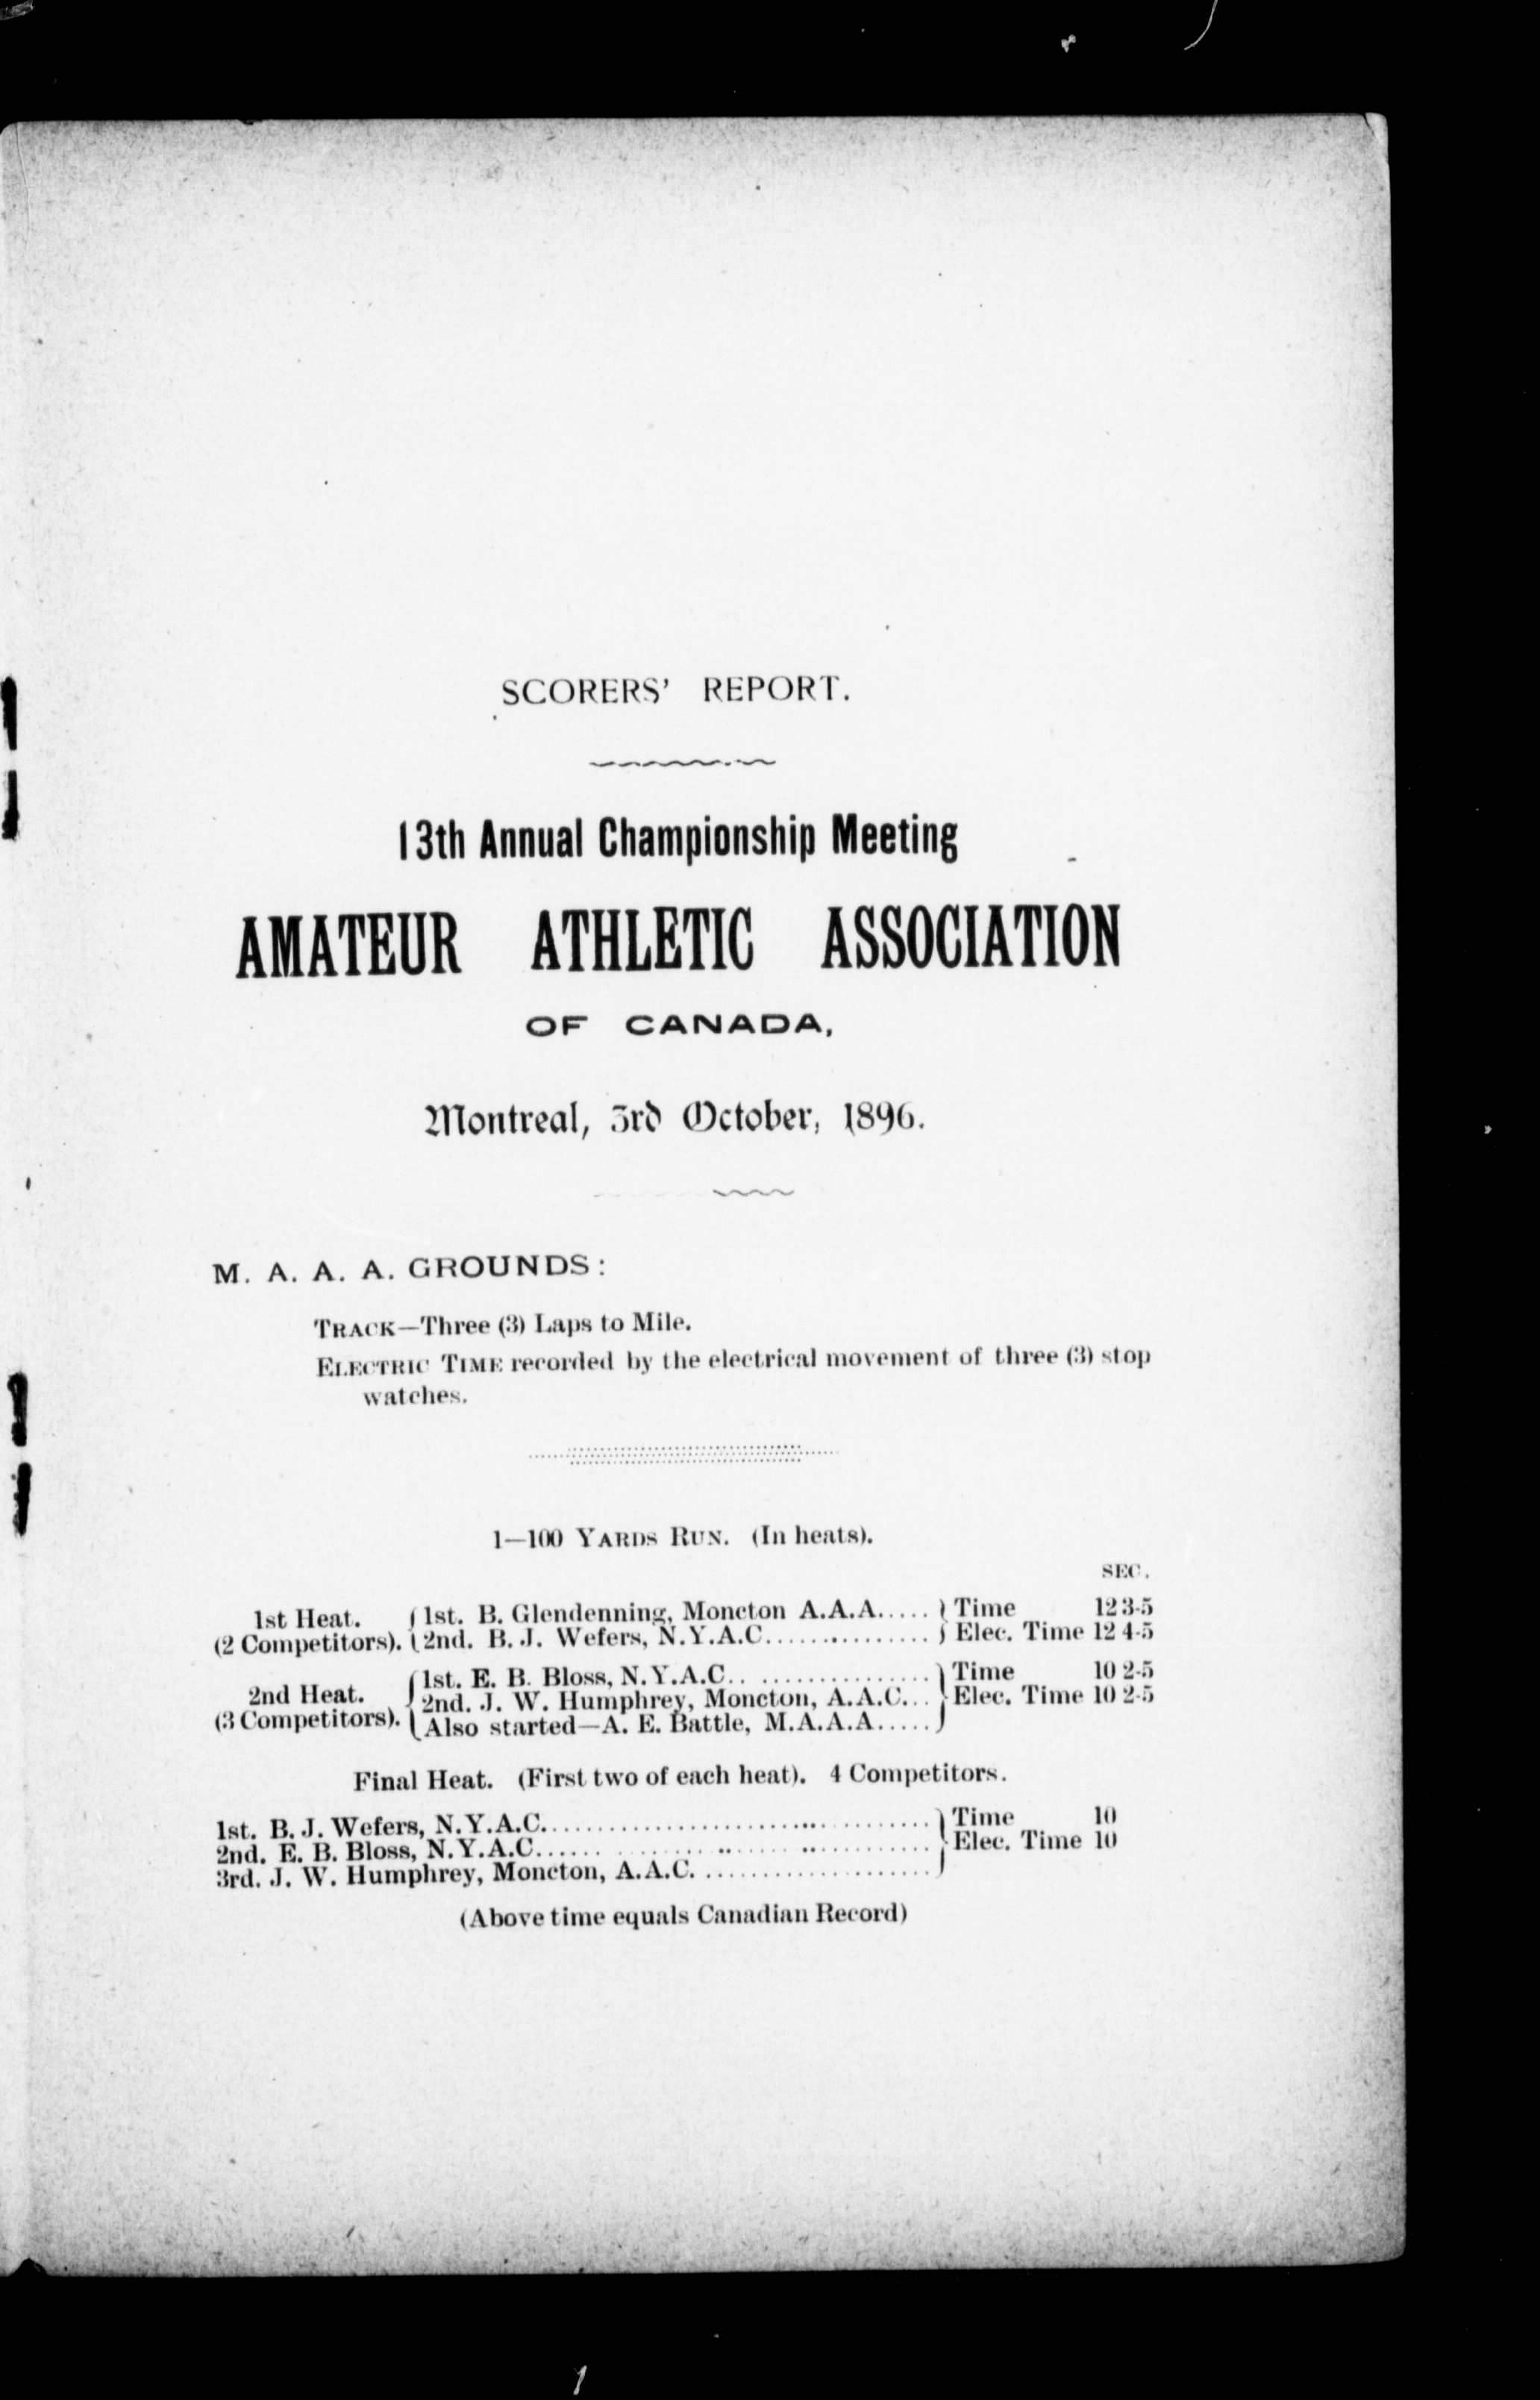 SCORERS' REPORT.
13th Annual Championship Meeting
AMATEUR ATHLETIC ASSOCIATION
OF CANADA,
Montreal, 3rd October, 1896.
M. A. A. A. GROUNDS:
TRACK—Three (3) Laps to Mile.
ELECTRIC TIME recorded by the electrical movement of three (3) stop
watches.
1—100 YARDS RUN. (In heats).
SEC.
1st Heat. 1st. B. Glendenning, Moncton A.A.A..... Time 12 3-5
(2 Competitors). 2nd. B. J. Wefers, N.Y.A.C............... Elec. Time 12 4-5
1st. E. B. Bloss, N.Y.A.C.. ................ Time 10 2-5
2nd Heat. 2nd. J. W. Humphrey, Moncton, A.A.C... Elec. Time 10 2-5
(3 Competitors). Also started—A. E. Battle, M.A.A.A.....
Final Heat. (First two of each heat). 4 Competitors.
1st. B. J. Wefers, N.Y.A.C................................... Time 10
2nd. E. B. Bloss, N.Y.A.C................................... Elec. Time 10
3rd. J. W. Humphrey, Moncton, A.A.C. .....................
(Above time equals Canadian Record)